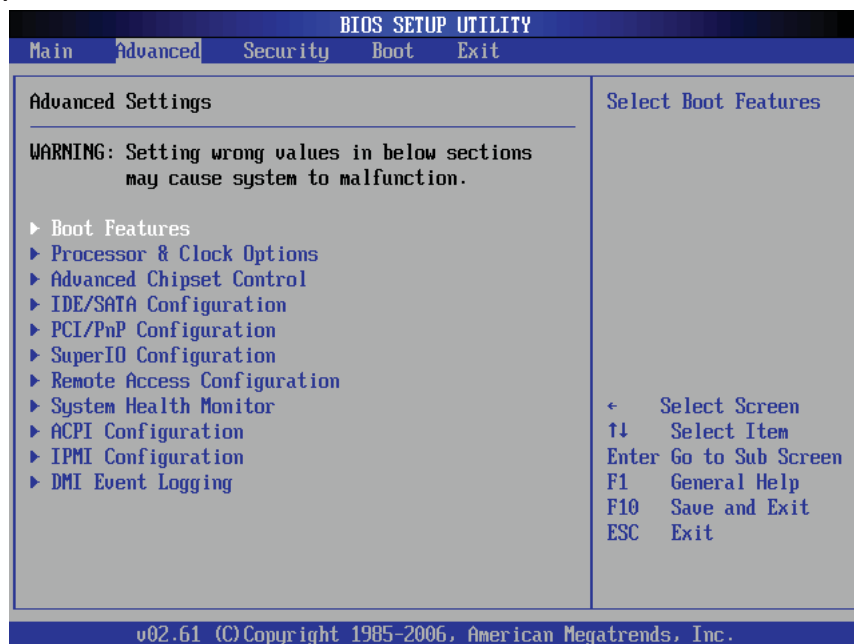 BIOS SETUP UTILITY
Main Advanced Security Boot Exit
Advanced Settings
WARNING: Setting wrong values in below sections
may cause system to malfunction.
▶ Boot Features
▶ Processor & Clock Options
▶ Advanced Chipset Control
▶ IDE/SATA Configuration
▶ PCI/PnP Configuration
▶ SuperIO Configuration
▶ Remote Access Configuration
▶ System Health Monitor
▶ ACPI Configuration
▶ IPMI Configuration
▶ DMI Event Logging
Select Boot Features
← Select Screen
↑↓ Select Item
Enter Go to Sub Screen
F1 General Help
F10 Save and Exit
ESC Exit
v02.61 (C)Copyright 1985-2006, American Megatrends, Inc.